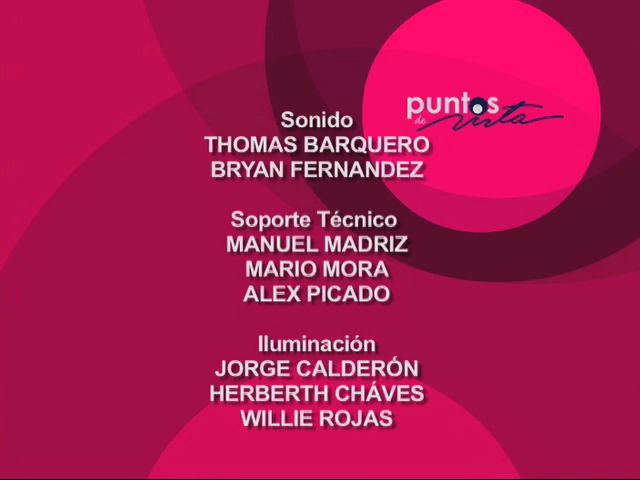 puntos
de vista
Sonido
THOMAS BARQUERO
BRYAN FERNANDEZ
Soporte Técnico
MANUEL MADRIZ
MARIO MORA
ALEX PICADO
Iluminación
JORGE CALDERÓN
HERBERTH CHÁVES
WILLIE ROJAS